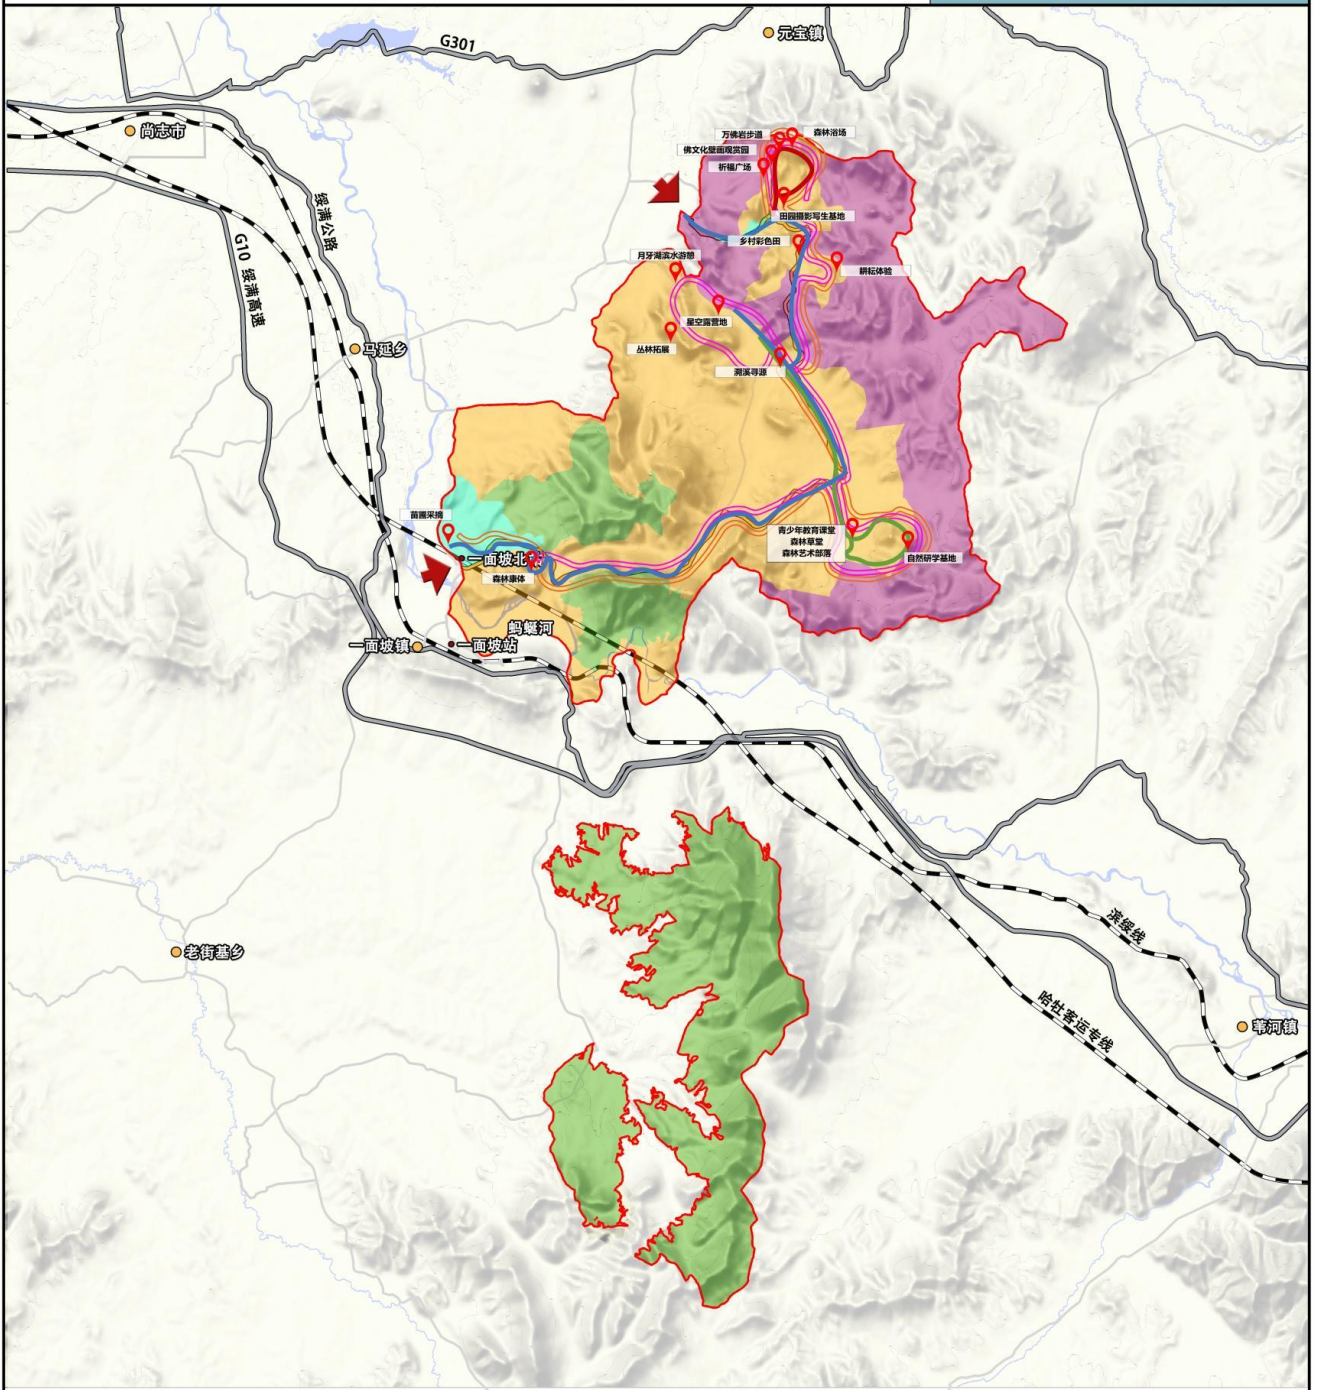 元宝镇
G301
尚志市
万佛岩步道
森林浴场
佛文化壁画观赏园
祈福广场
田园摄影写生基地
绥满公路
G10 绥满高速
乡村彩色田
月牙湖滨水游憩
耕耘体验
星空露营地
马延乡
丛林拓展
溯溪寻源
苗圃采摘
青少年教育课堂
森林草堂
森林艺术部落
自然研学基地
一面坡北站
森林康体
蚂蜒河
一面坡镇
一面坡站
滨绥线
老街基乡
哈牡客运专线
苇河镇